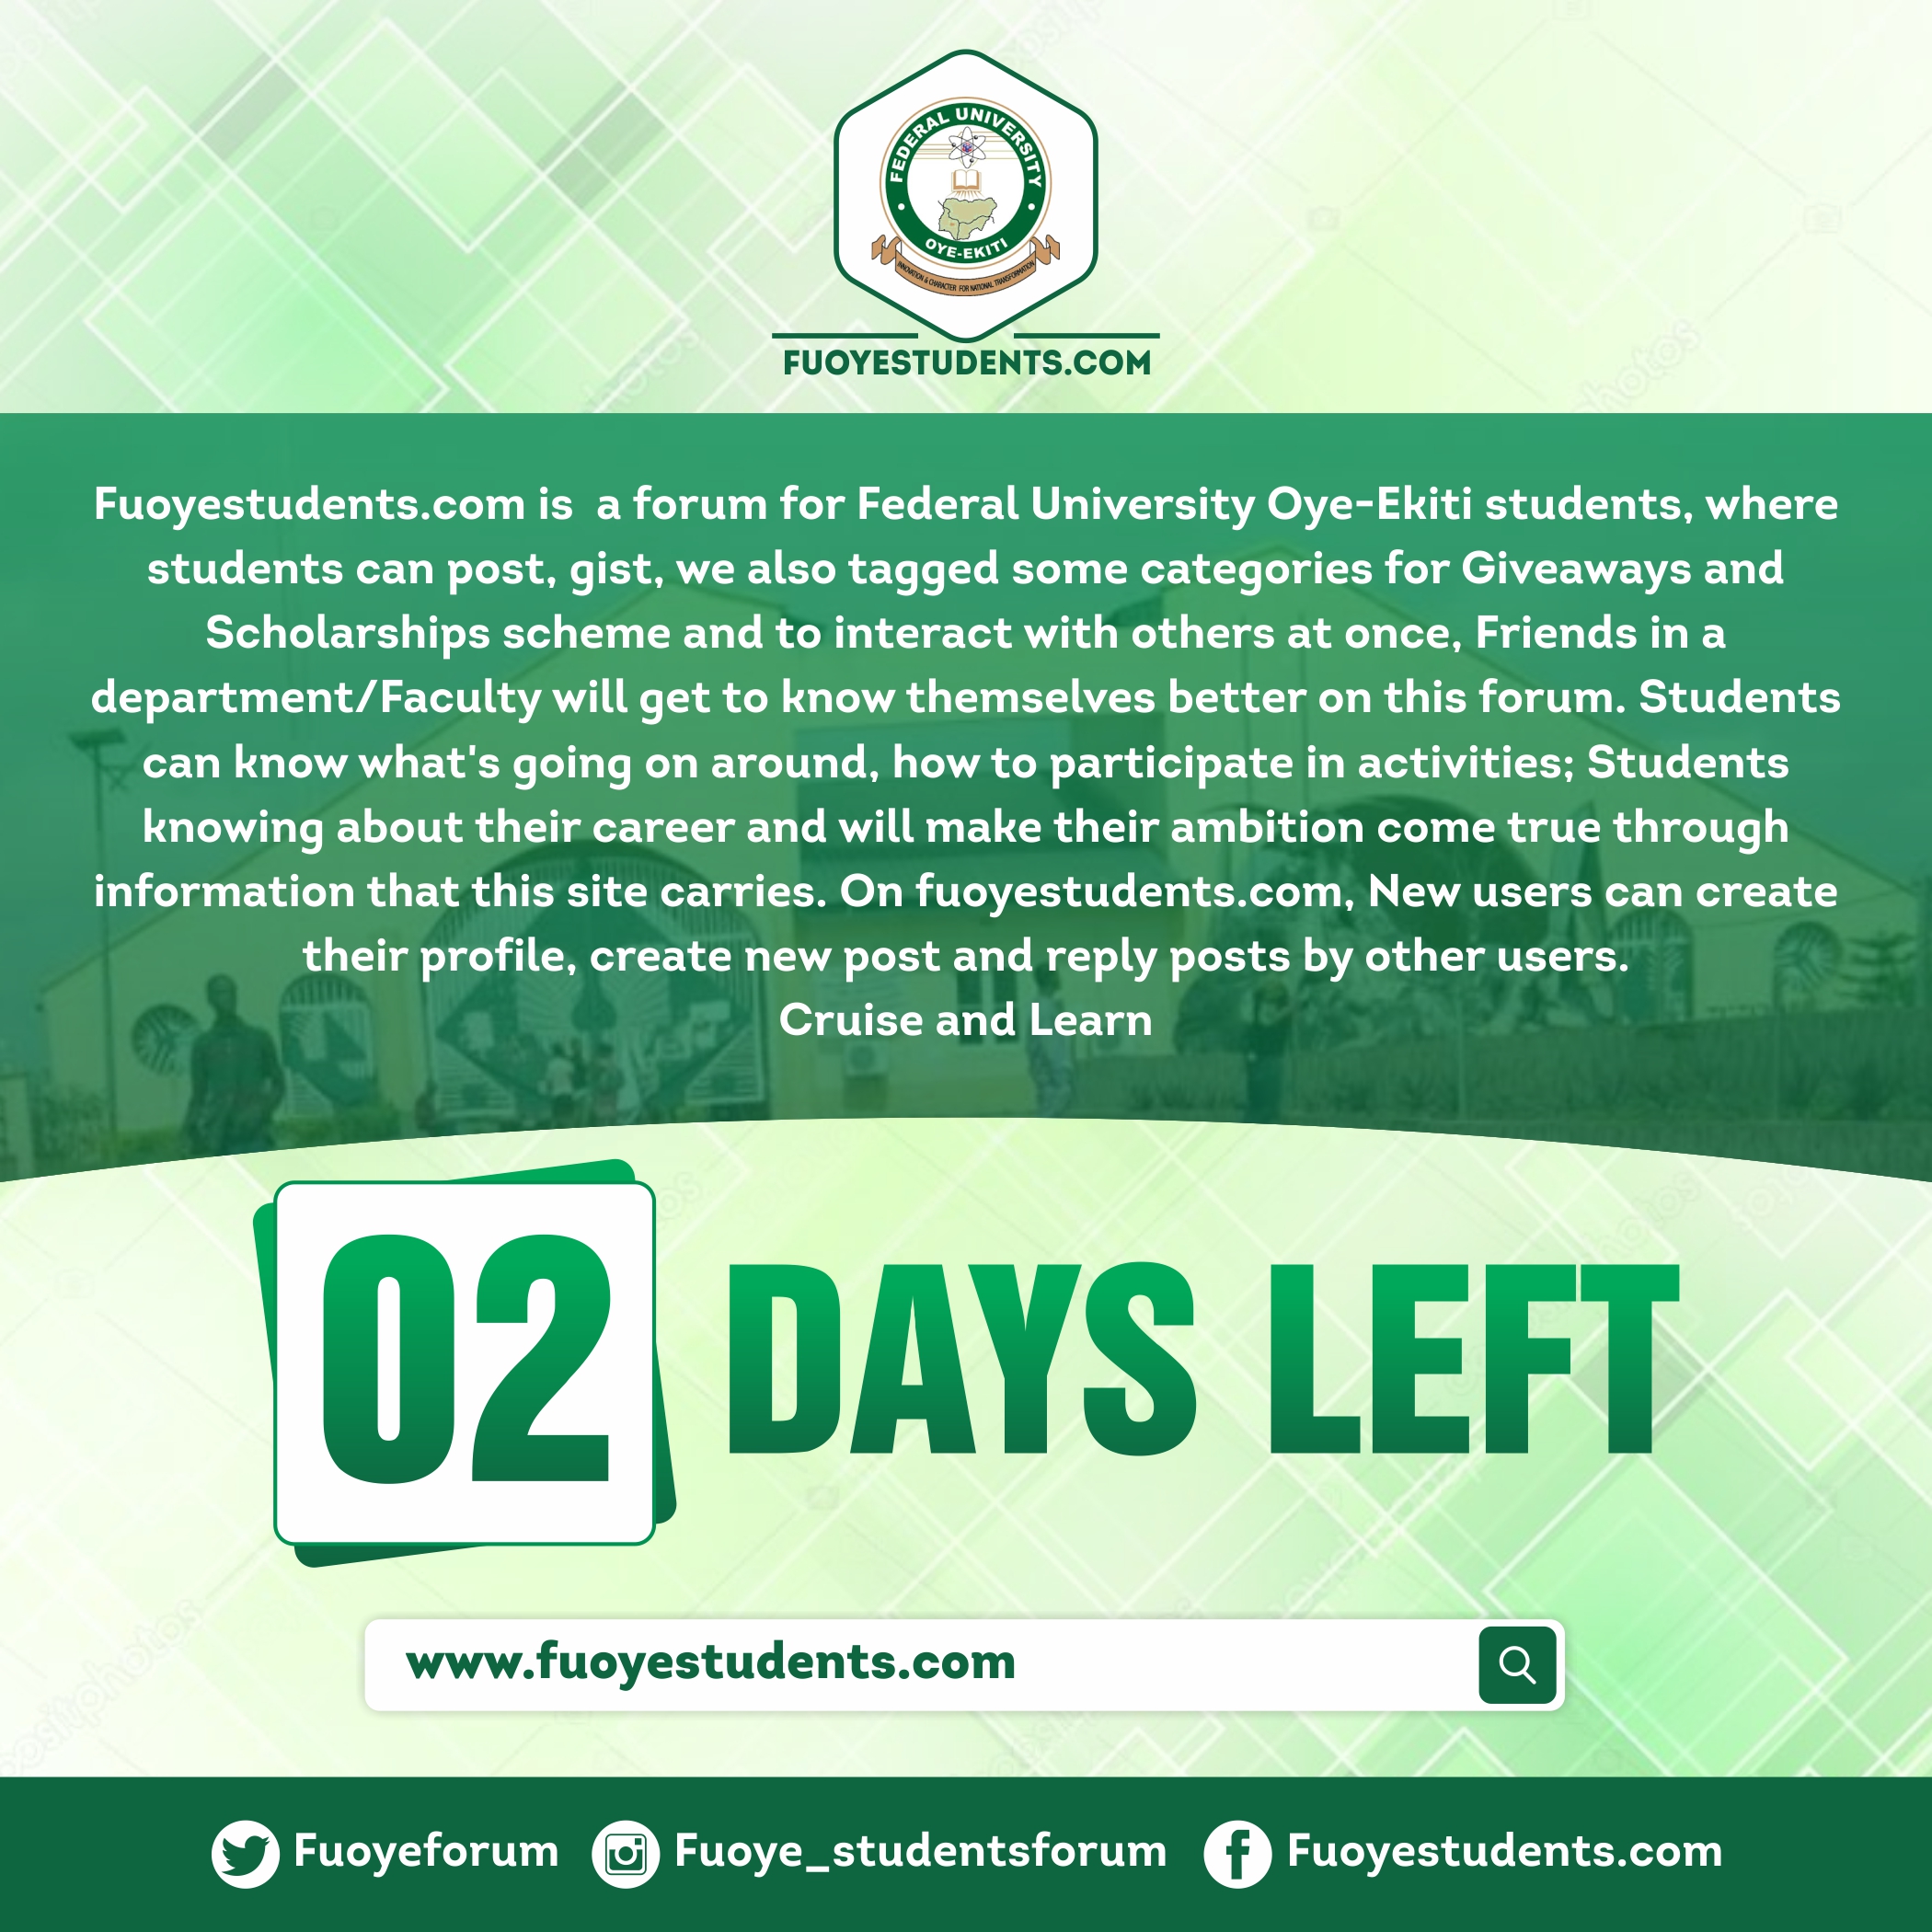 FEDERAL UNIVERSITY
OYE-EKITI
INNOVATION & CHARACTER FOR NATIONAL TRANSFORMATION
FUOYESTUDENTS.COM
Fuoyestudents.com is a forum for Federal University Oye-Ekiti students, where
students can post, gist, we also tagged some categories for Giveaways and
Scholarships scheme and to interact with others at once, Friends in a
department/Faculty will get to know themselves better on this forum. Students
can know what's going on around, how to participate in activities; Students
knowing about their career and will make their ambition come true through
information that this site carries. On fuoyestudents.com, New users can create
their profile, create new post and reply posts by other users.
Cruise and Learn
02 DAYS LEFT
www.fuoyestudents.com
Fuoyeforum Fuoye_studentsforum Fuoyestudents.com